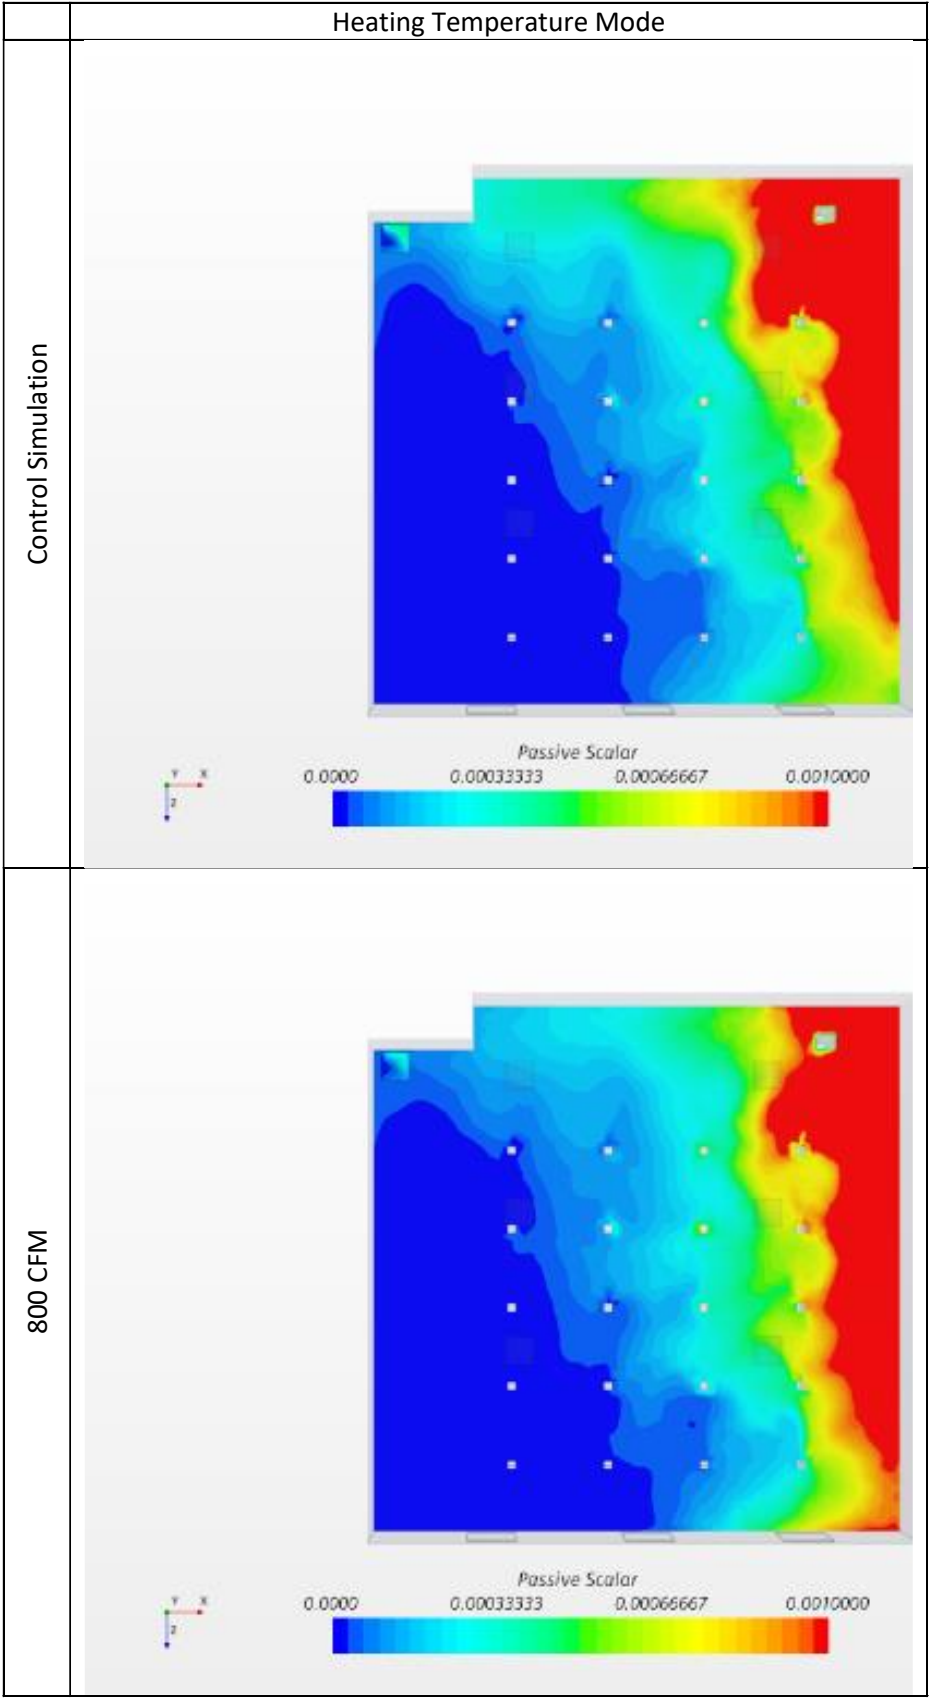 Heating Temperature Mode
Control Simulation
Passive Scalar
0.0000 0.00033333 0.00066667 0.0010000
Y X
Z
800 CFM
Passive Scalar
0.0000 0.00033333 0.00066667 0.0010000
Y X
Z